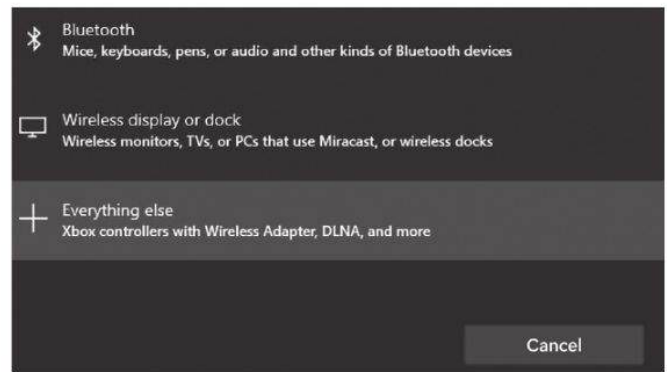 Bluetooth
Mice, keyboards, pens, or audio and other kinds of Bluetooth devices
Wireless display or dock
Wireless monitors, TVs, or PCs that use Miracast, or wireless docks
Everything else
Xbox controllers with Wireless Adapter, DLNA, and more
Cancel